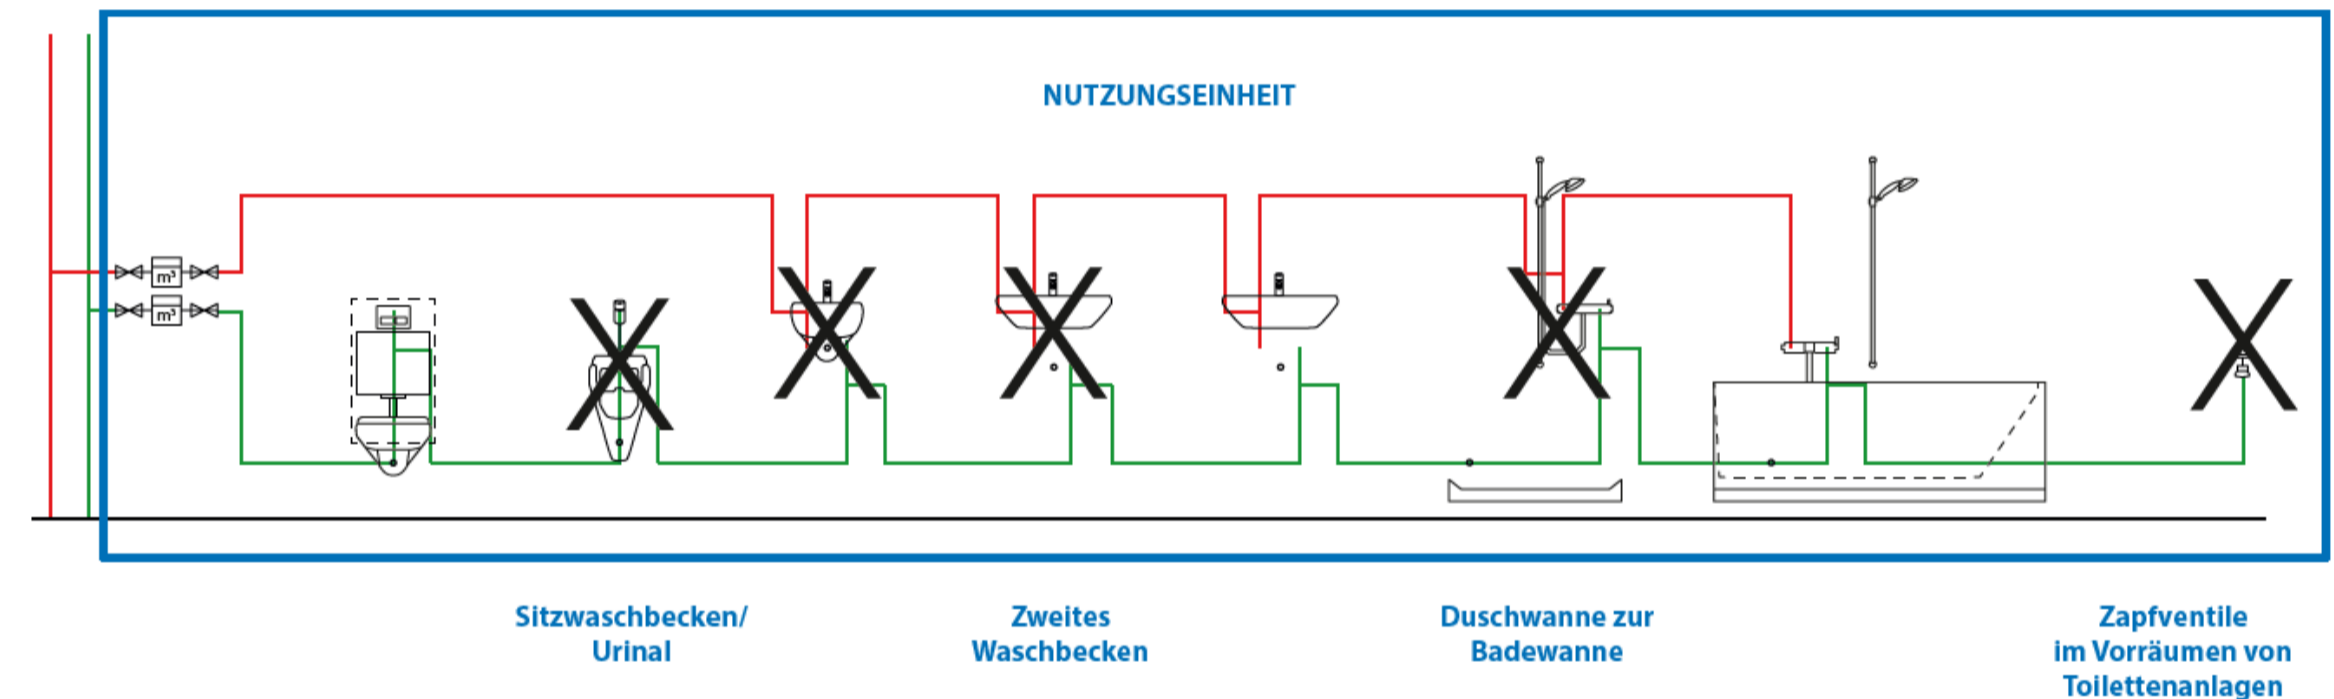 NUTZUNGSEINHEIT
m³
m³
Sitzwaschbecken/
Urinal
Zweites
Waschbecken
Duschwanne zur
Badewanne
Zapfventile
im Vorräumen von
Toilettenanlagen